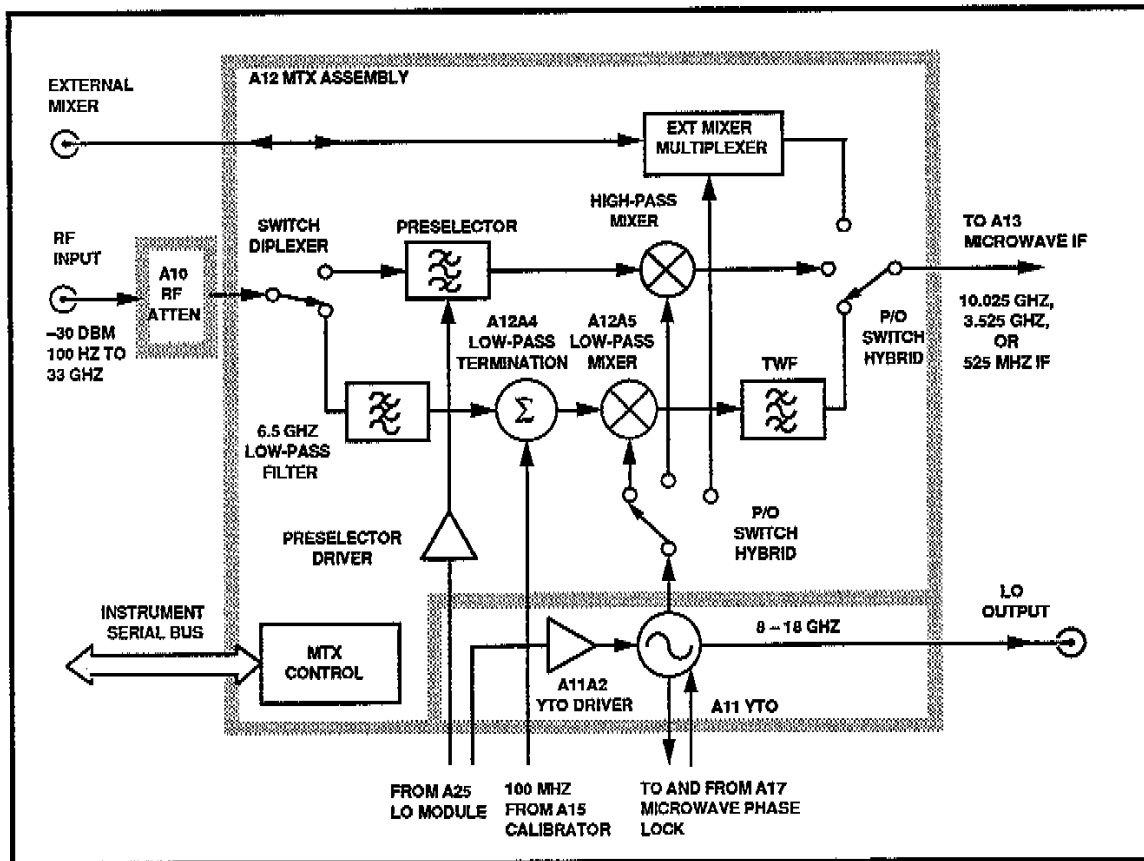 A12 MTX ASSEMBLY
EXTERNAL
MIXER
EXT MIXER
MULTIPLEXER
HIGH-PASS
MIXER
SWITCH
DIPLEXER
PRESELECTOR
RF
INPUT
A10
RF
ATTEN
–30 DBM
100 HZ TO
33 GHZ
TO A13
MICROWAVE IF
10.025 GHZ,
3.525 GHZ,
OR
525 MHZ IF
P/O
SWITCH
HYBRID
A12A4
LOW-PASS
TERMINATION
A12A5
LOW-PASS
MIXER
TWF
Σ
6.5 GHZ
LOW-PASS
FILTER
P/O
SWITCH
HYBRID
PRESELECTOR
DRIVER
INSTRUMENT
SERIAL BUS
MTX
CONTROL
8 – 18 GHZ
LO
OUTPUT
A11A2
YTO DRIVER
A11 YTO
FROM A25
LO MODULE
100 MHZ
FROM A15
CALIBRATOR
TO AND FROM A17
MICROWAVE PHASE
LOCK